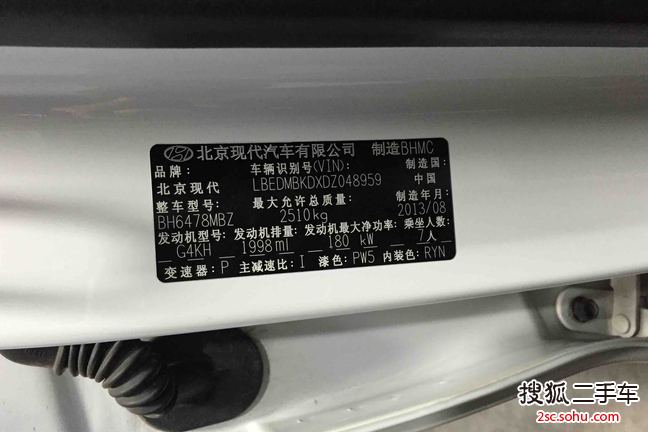 北京现代汽车有限公司 制造BHMC
品牌: 车辆识别号(VIN): 制造国:
北京现代 LBEDMBKDXDZ048959 中国
整车型号: 最大允许总质量: 制造年月:
BH6478MBZ 2510kg 2013/08
发动机型号: 发动机排量: 发动机最大净功率: 乘坐人数:
G4KH 1998ml 180 kW 7人
变速器: P 主减速比: I 漆色: PW5 内装色: RYN
搜狐二手车
2sc.sohu.com